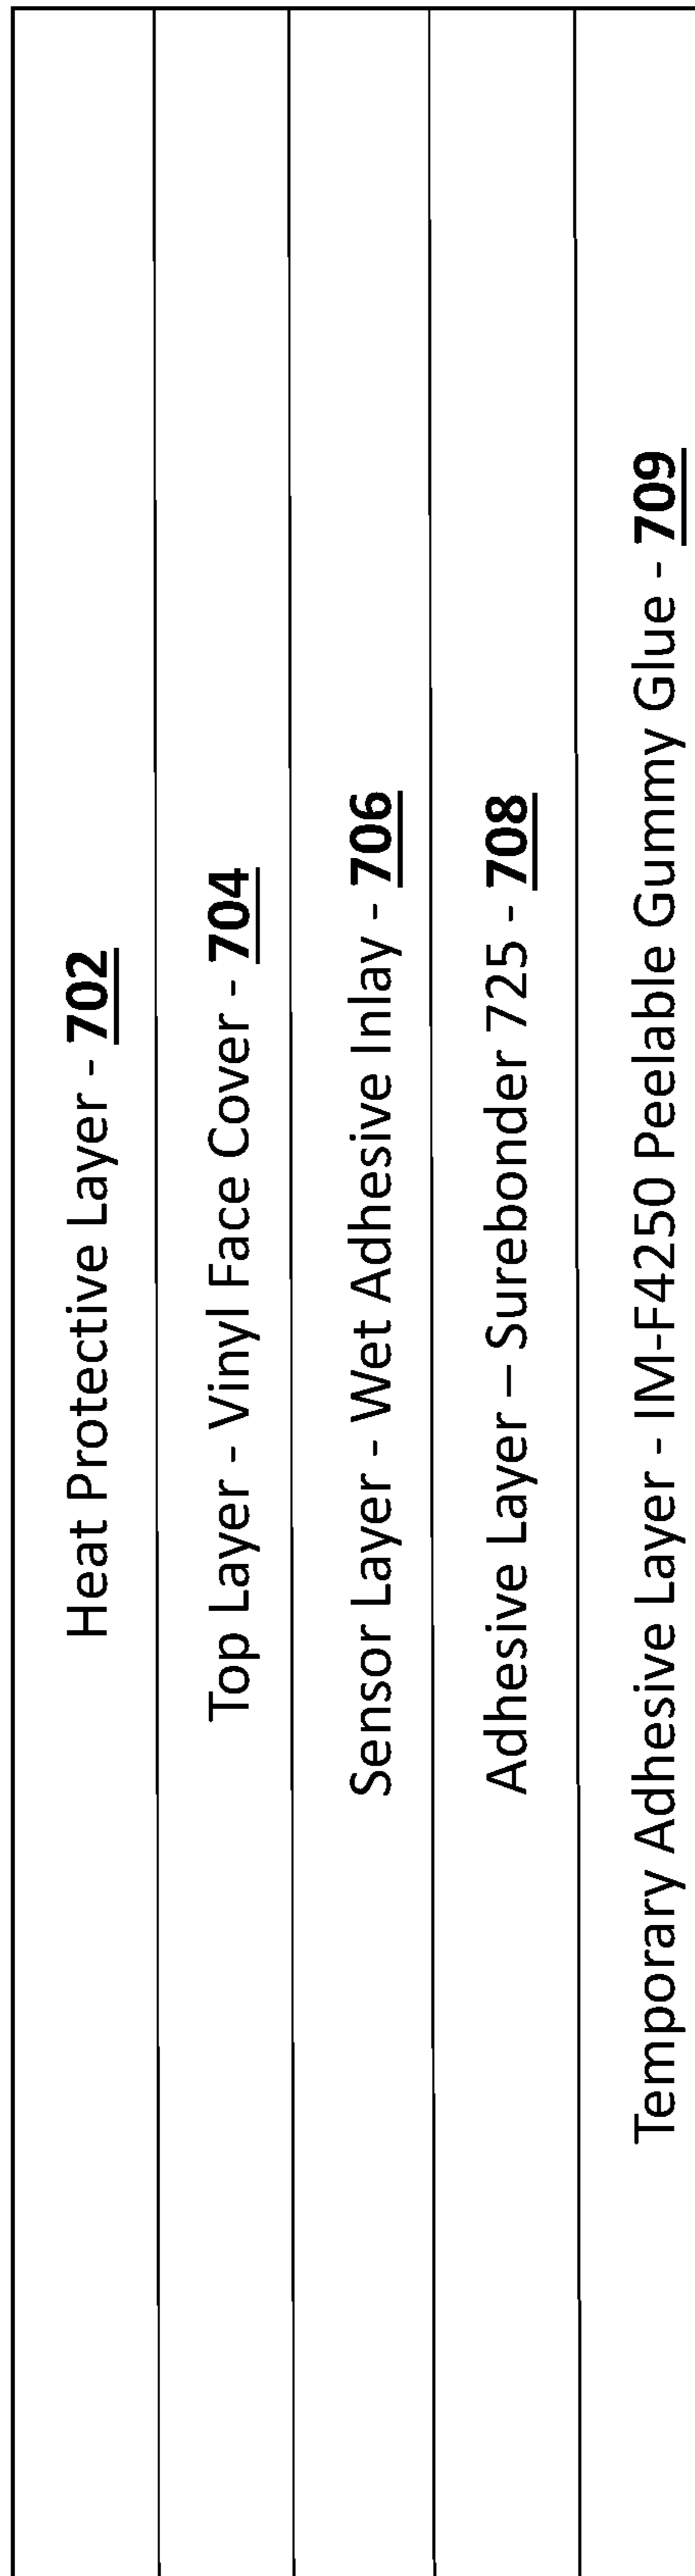 Heat Protective Layer - 702
Top Layer - Vinyl Face Cover - 704
Sensor Layer - Wet Adhesive Inlay - 706
Adhesive Layer – Surebonder 725 - 708
Temporary Adhesive Layer - IM-F4250 Peelable Gummy Glue - 709